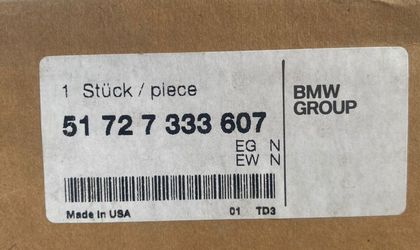 1 Stück / piece
51 72 7 333 607
EG N
EW N
Made in USA 01 TD3
BMW
GROUP